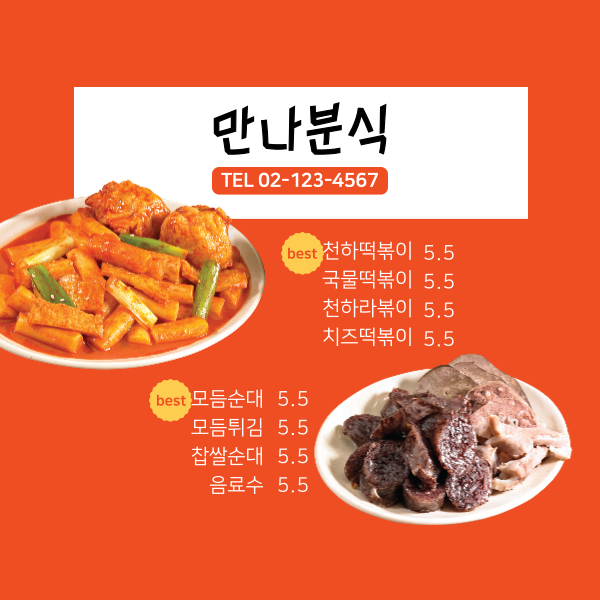 만나분식
TEL 02-123-4567
best 천하떡볶이 5.5
국물떡볶이 5.5
천하라볶이 5.5
치즈떡볶이 5.5
best 모듬순대 5.5
모듬튀김 5.5
찹쌀순대 5.5
음료수 5.5